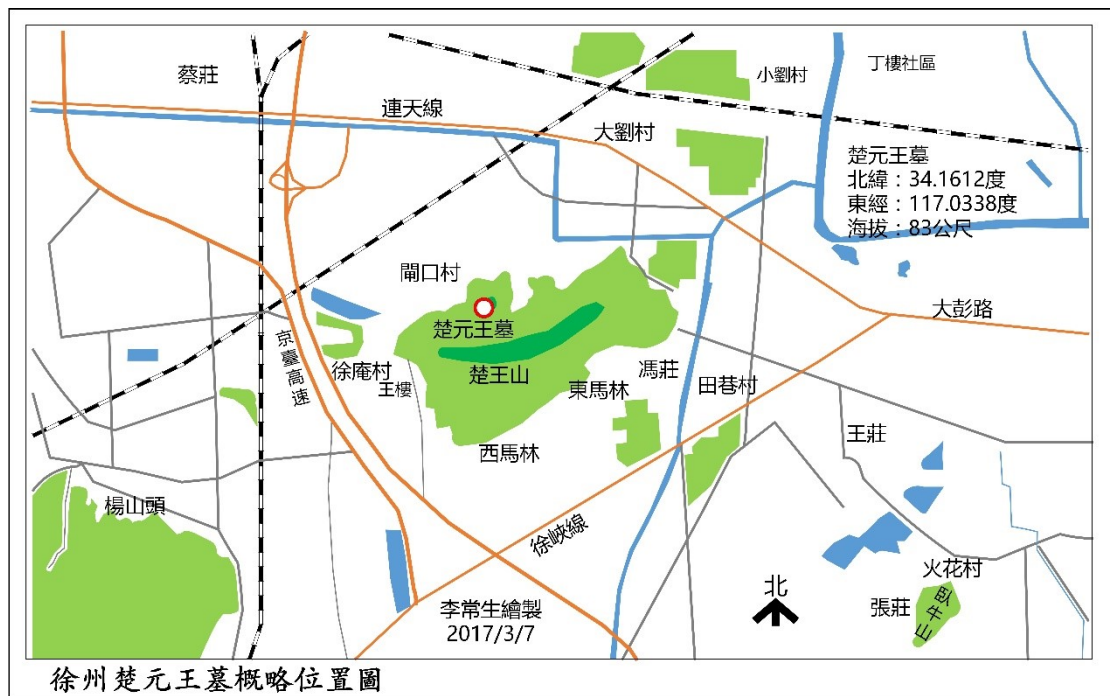 蔡莊
小劉村
丁樓社區
連天線
大劉村
楚元王墓
北緯：34.1612度
東經：117.0338度
海拔：83公尺
閘口村
大彭路
楚元王墓
京臺高速
徐庵村
楚王山
馮莊
王樓
東馬林
田巷村
王莊
西馬林
楊山頭
徐峽線
火花村
北
臥牛山
張莊
李常生繪製
2017/3/7
徐州楚元王墓概略位置圖